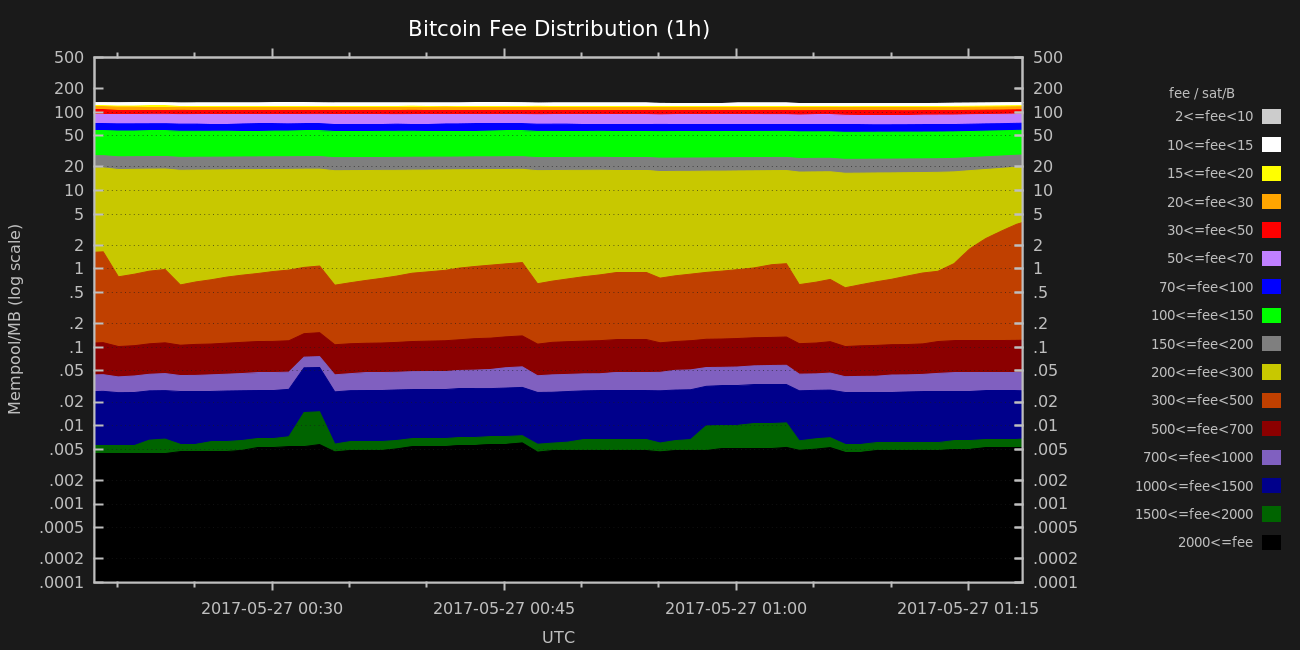 Bitcoin Fee Distribution (1h)
Mempool/MB (log scale)
500
200
100
50
20
10
5
2
1
.5
.2
.1
.05
.02
.01
.005
.002
.001
.0005
.0002
.0001
500
200
100
50
20
10
5
2
1
.5
.2
.1
.05
.02
.01
.005
.002
.001
.0005
.0002
.0001
2017-05-27 00:30 2017-05-27 00:45 2017-05-27 01:00 2017-05-27 01:15
UTC
fee / sat/B
2<=fee<10
10<=fee<15
15<=fee<20
20<=fee<30
30<=fee<50
50<=fee<70
70<=fee<100
100<=fee<150
150<=fee<200
200<=fee<300
300<=fee<500
500<=fee<700
700<=fee<1000
1000<=fee<1500
1500<=fee<2000
2000<=fee